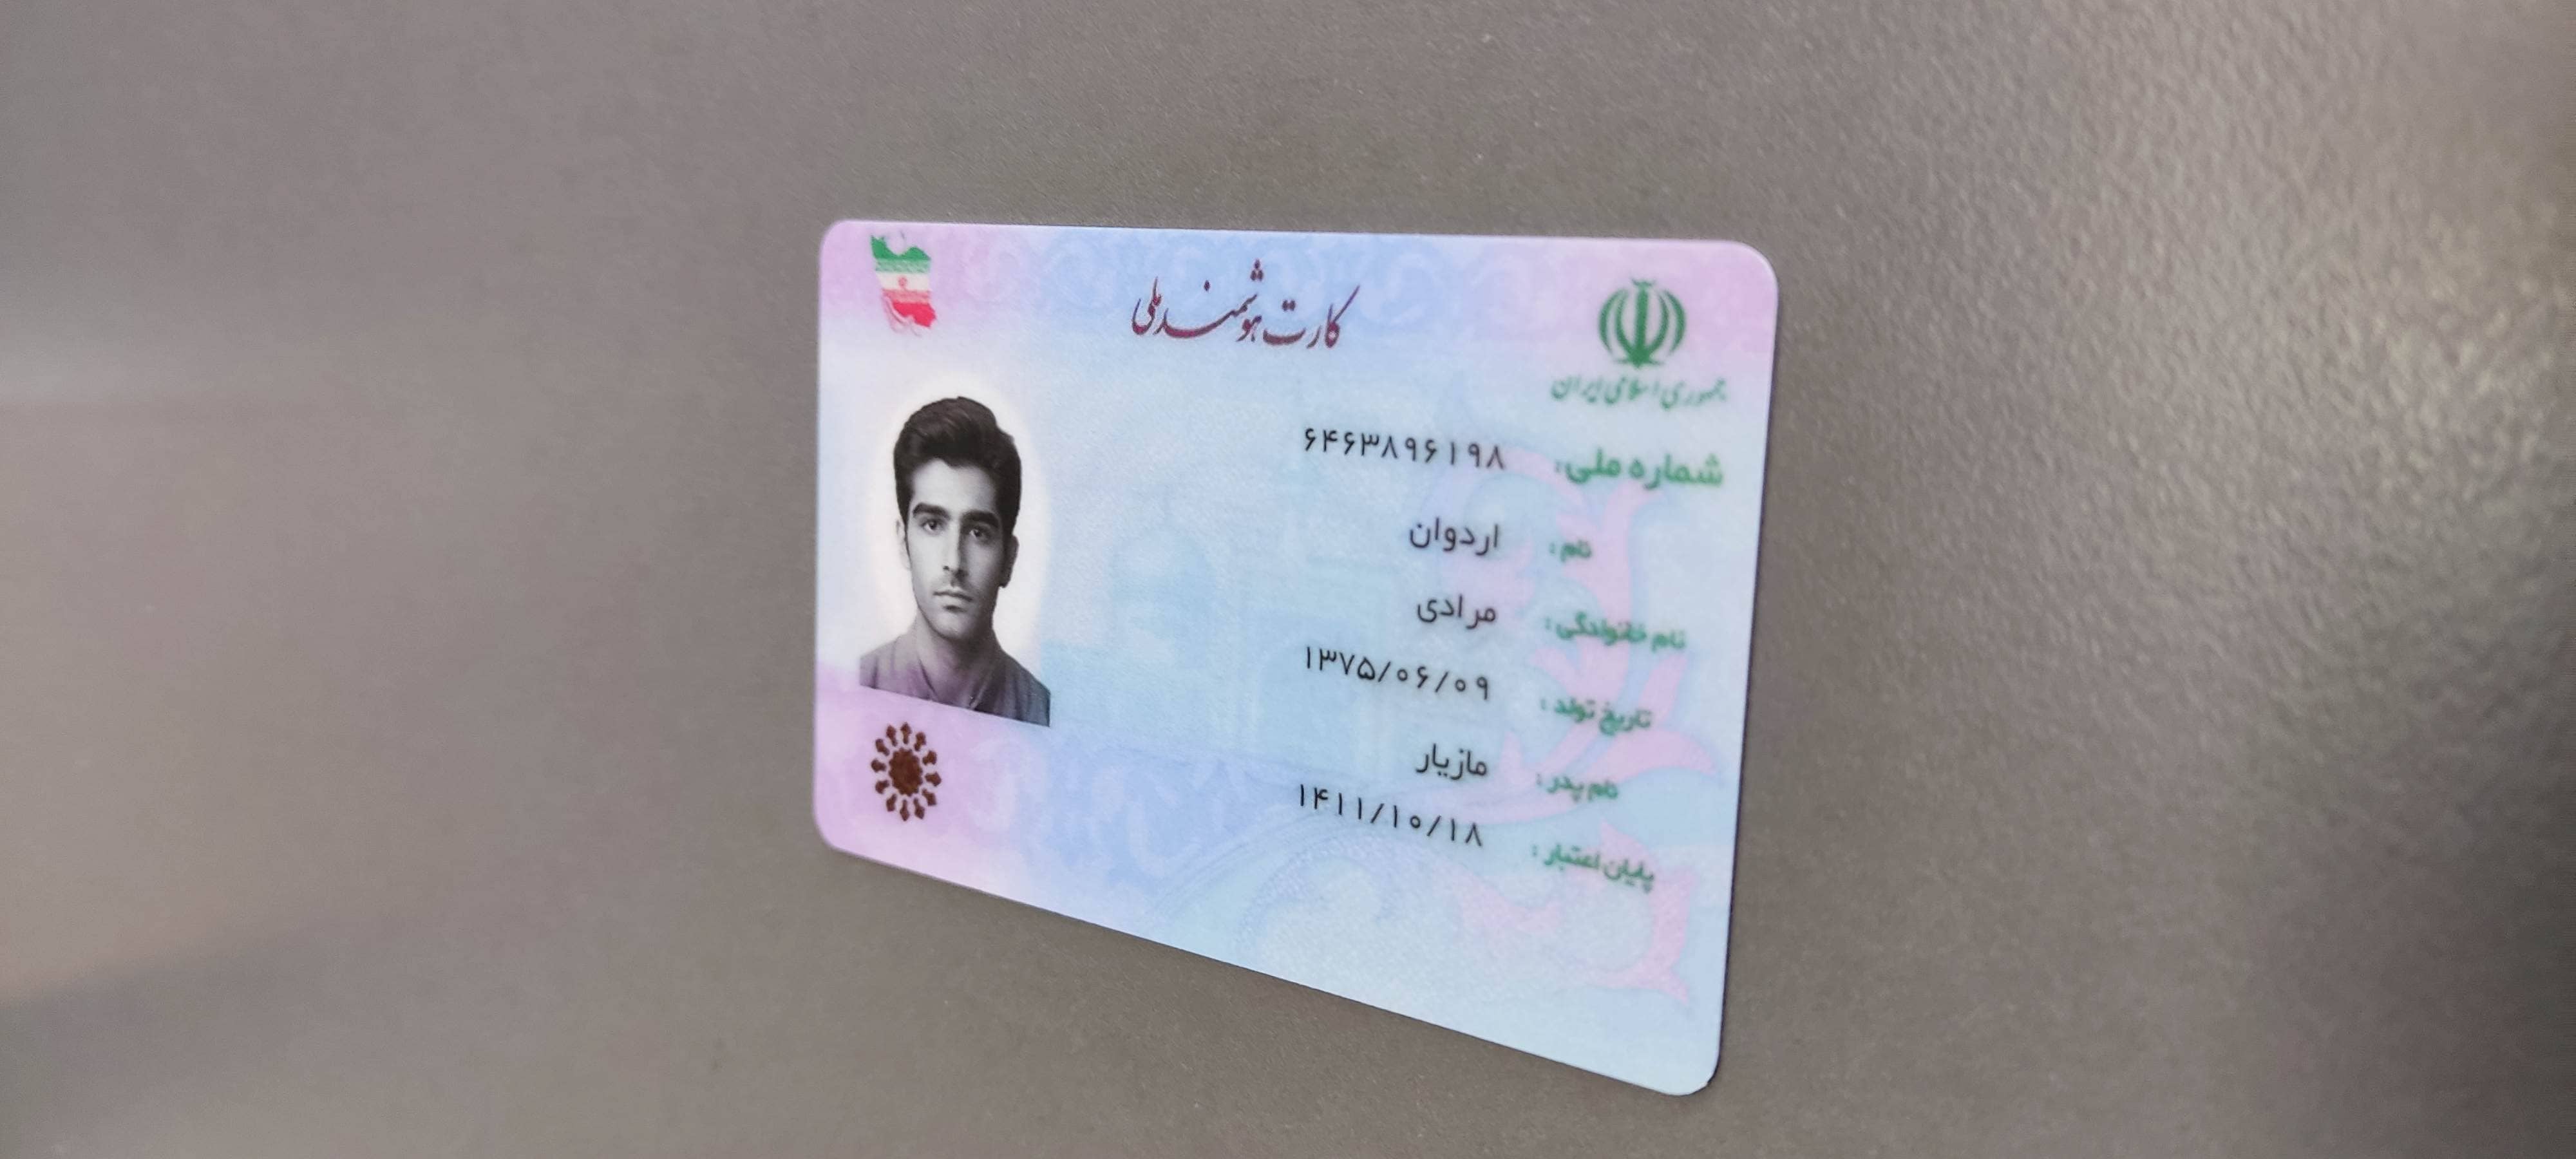 کارت هوشمند ملی
جمهوری اسلامی ایران
شماره ملی: ۶۴۶۳۸۹۶۱۹۸
نام: اردوان
نام خانوادگی: مرادی
تاریخ تولد: ۱۳۷۵/۰۶/۰۹
نام پدر: مازیار
پایان اعتبار: ۱۴۱۱/۱۰/۱۸